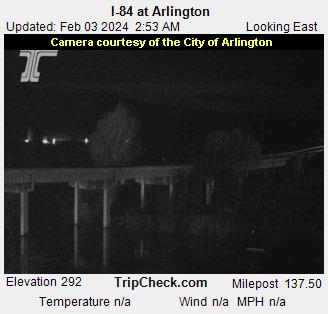 I-84 at Arlington
Updated: Feb 03 2024 2:53 AM Looking East
Camera courtesy of the City of Arlington
Elevation 292 TripCheck.com Milepost 137.50
Temperature n/a Wind n/a MPH n/a